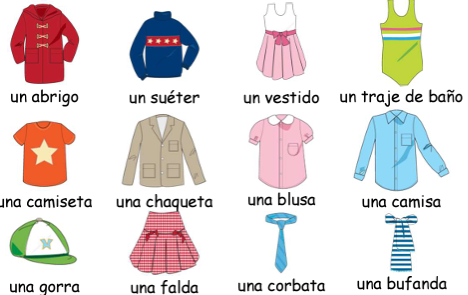 un abrigo un suéter un vestido un traje de baño
una camiseta una chaqueta una blusa una camisa
una gorra una falda una corbata una bufanda